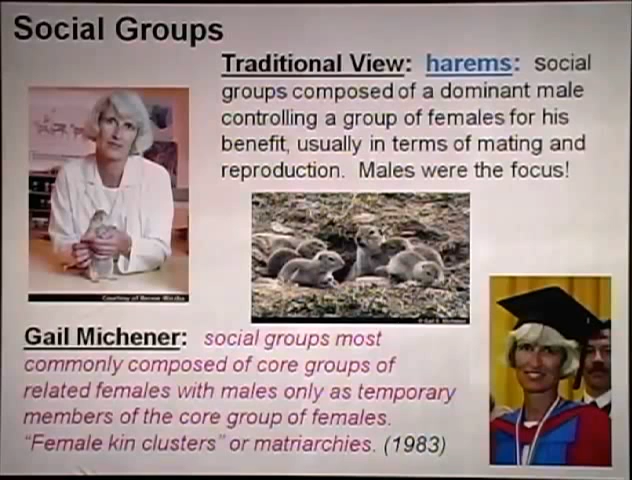 Social Groups
Traditional View: harems: social
groups composed of a dominant male
controlling a group of females for his
benefit, usually in terms of mating and
reproduction. Males were the focus!
Courtesy of
Gail Michener: social groups most
commonly composed of core groups of
related females with males only as temporary
members of the core group of females.
"Female kin clusters" or matriarchies. (1983)